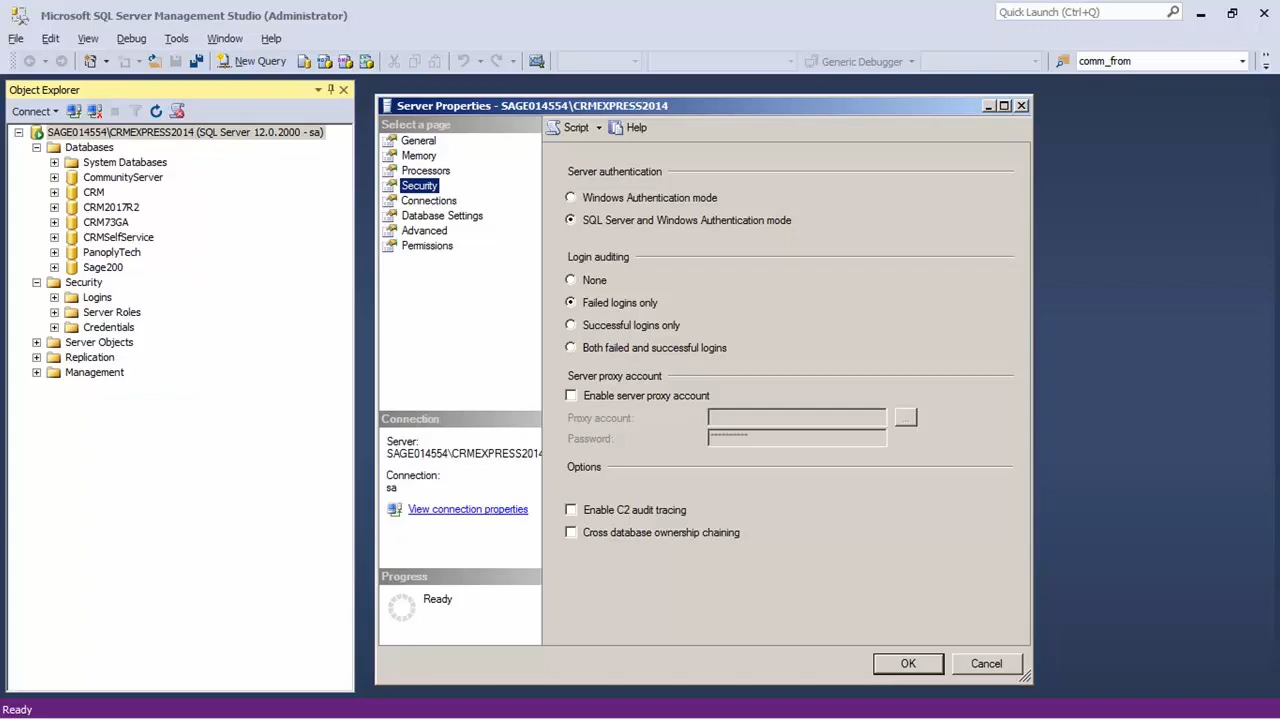 Microsoft SQL Server Management Studio (Administrator)
Quick Launch (Ctrl+Q)
File Edit View Debug Tools Window Help
New Query
Generic Debugger
comm_from
Object Explorer
Connect
SAGE014554\CRMEXPRESS2014 (SQL Server 12.0.2000 - sa)
Databases
System Databases
CommunityServer
CRM
CRM2017R2
CRM73GA
CRMSelfService
PanoplyTech
Sage200
Security
Logins
Server Roles
Credentials
Server Objects
Replication
Management
Server Properties - SAGE014554\CRMEXPRESS2014
Select a page
General
Memory
Processors
Security
Connections
Database Settings
Advanced
Permissions
Connection
Server:
SAGE014554\CRMEXPRESS2014
Connection:
sa
View connection properties
Progress
Ready
Script Help
Server authentication
Windows Authentication mode
SQL Server and Windows Authentication mode
Login auditing
None
Failed logins only
Successful logins only
Both failed and successful logins
Server proxy account
Enable server proxy account
Proxy account:
...
Password:
**********
Options
Enable C2 audit tracing
Cross database ownership chaining
OK Cancel
Ready